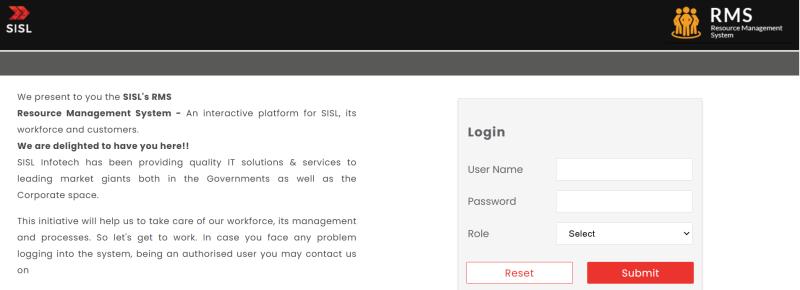 SISL
RMS
Resource Management
System
We present to you the SISL's RMS
Resource Management System - An interactive platform for SISL, its
workforce and customers.
We are delighted to have you here!!
SISL Infotech has been providing quality IT solutions & services to
leading market giants both in the Governments as well as the
Corporate space.
This initiative will help us to take care of our workforce, its management
and processes. So let's get to work. In case you face any problem
logging into the system, being an authorised user you may contact us
on
Login
User Name
Password
Role
Select
Reset
Submit